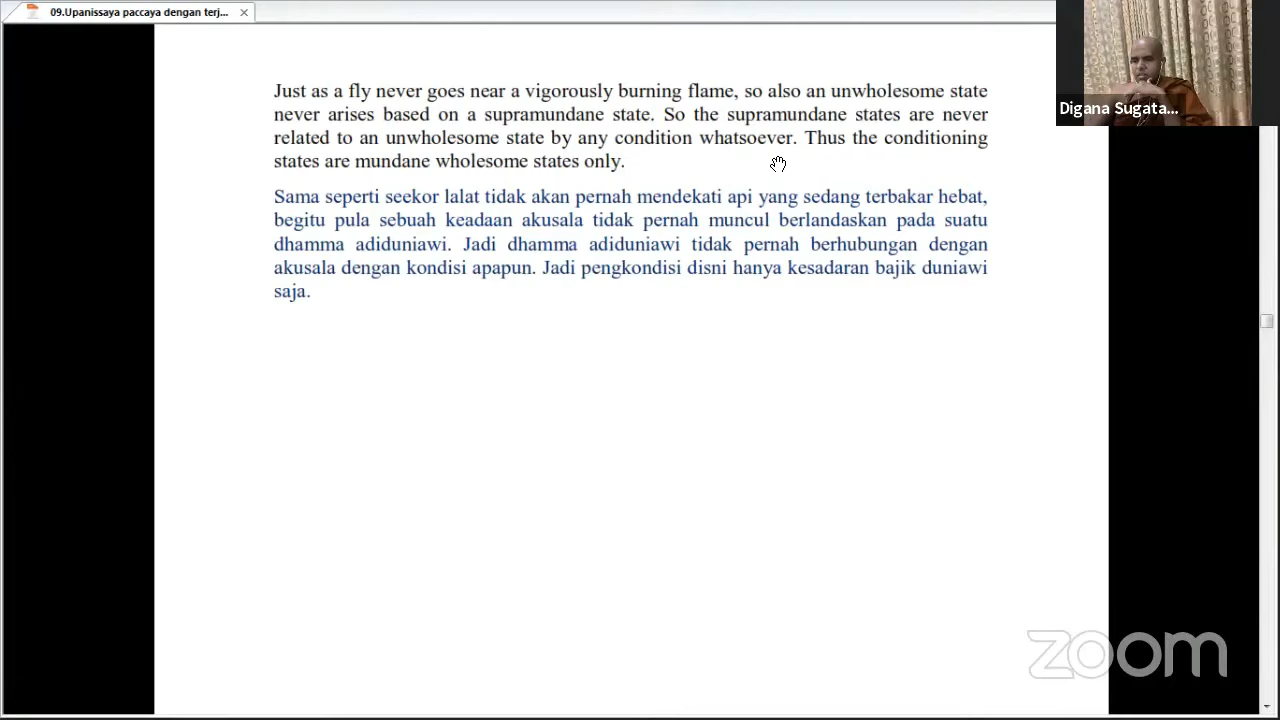 09.Upanissaya paccaya dengan terj...
Just as a fly never goes near a vigorously burning flame, so also an unwholesome state
never arises based on a supramundane state. So the supramundane states are never
related to an unwholesome state by any condition whatsoever. Thus the conditioning
states are mundane wholesome states only.
Sama seperti seekor lalat tidak akan pernah mendekati api yang sedang terbakar hebat,
begitu pula sebuah keadaan akusala tidak pernah muncul berlandaskan pada suatu
dhamma adiduniawi. Jadi dhamma adiduniawi tidak pernah berhubungan dengan
akusala dengan kondisi apapun. Jadi pengkondisi disni hanya kesadaran bajik duniawi
saja.
Digana Sugata...
zoom